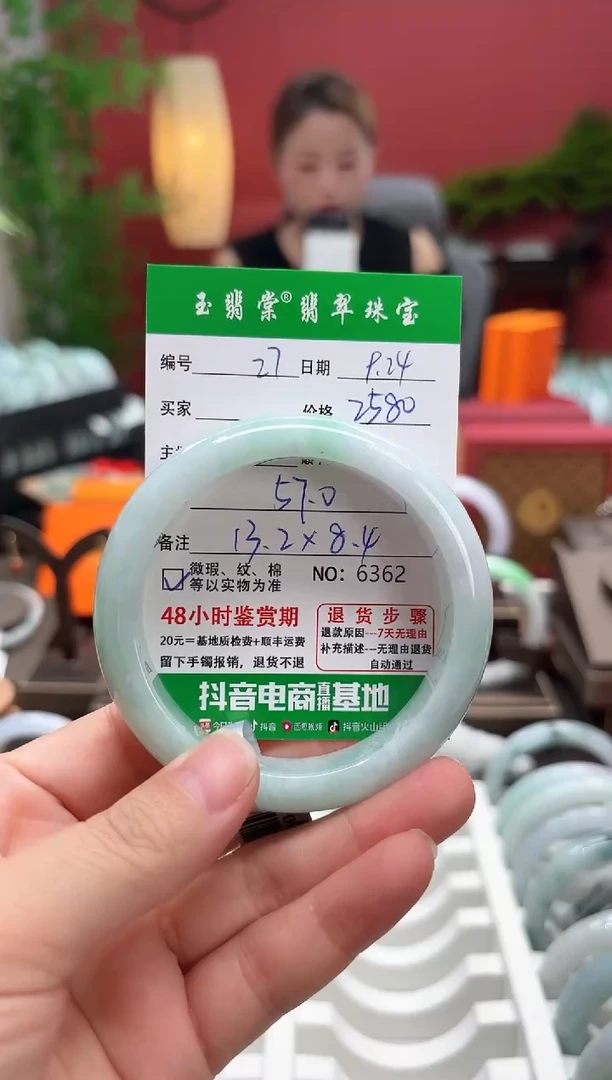 玉翡棠®翡翠珠宝
编号 27 日期 9.24
买家 价格 2580
57.0
备注 13.2×8.4
微瑕、纹、棉
等以实物为准
NO: 6362
48小时鉴赏期
20元=基地质检费+顺丰运费
留下手镯报销,退货不退
退货步骤
退款原因---7天无理由
补充描述---无理由退货
自动通过
抖音电商直播基地
抖音 抖音火山